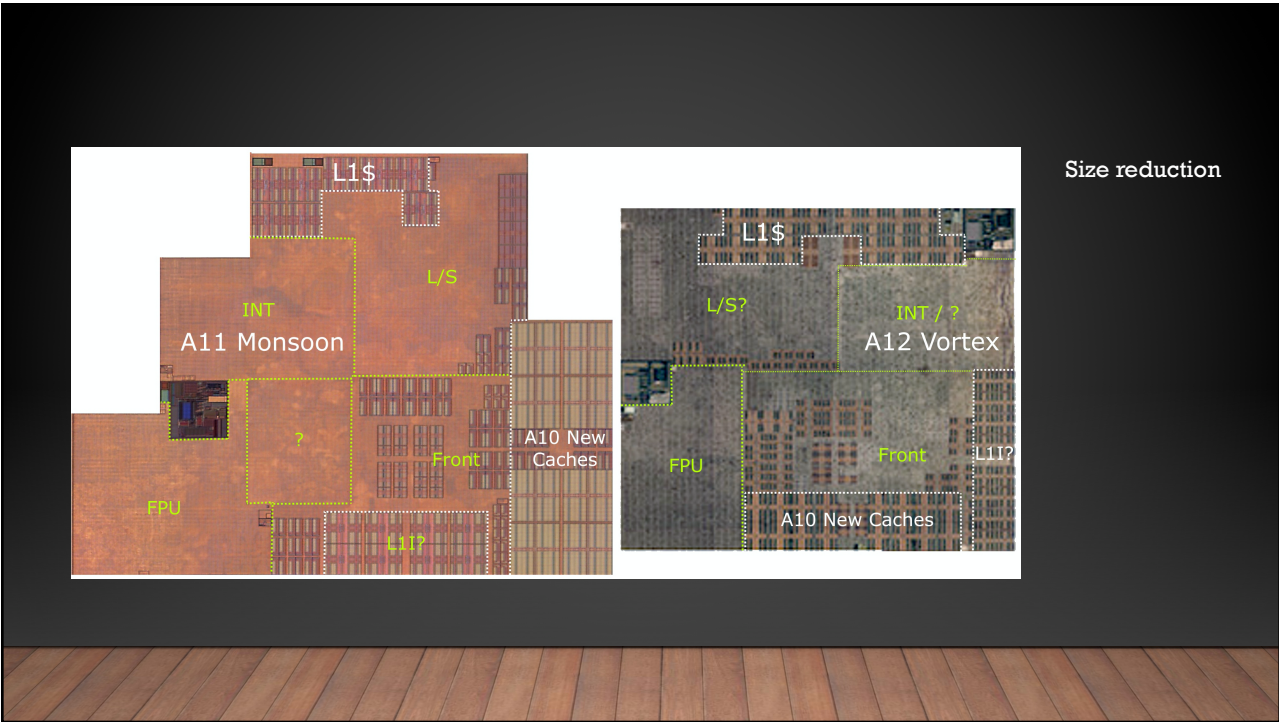 Size reduction
L1$
L/S
INT
A11 Monsoon
?
A10 New
Caches
Front
FPU
L1I?
L1$
L/S?
INT / ?
A12 Vortex
FPU
Front
L1I?
A10 New Caches